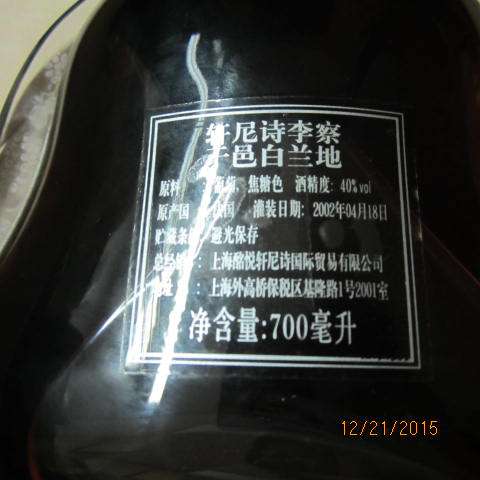 轩尼诗李察
干邑白兰地
原料 葡萄、焦糖色 酒精度: 40%vol
原产国 法国 灌装日期: 2002年04月18日
贮藏条件 避光保存
总经销 : 上海酩悦轩尼诗国际贸易有限公司
地址 : 上海外高桥保税区基隆路1号2001室
净含量:700毫升
12/21/2015